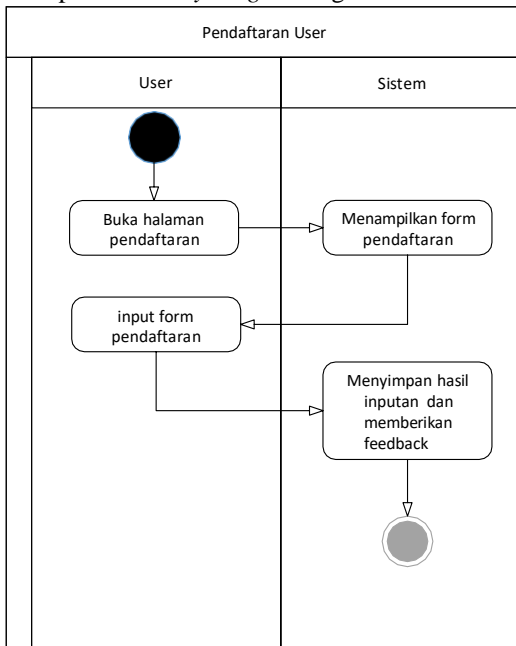 Pendaftaran User
User
Sistem
Buka halaman
pendaftaran
Menampilkan form
pendaftaran
input form
pendaftaran
Menyimpan hasil
inputan dan
memberikan
feedback